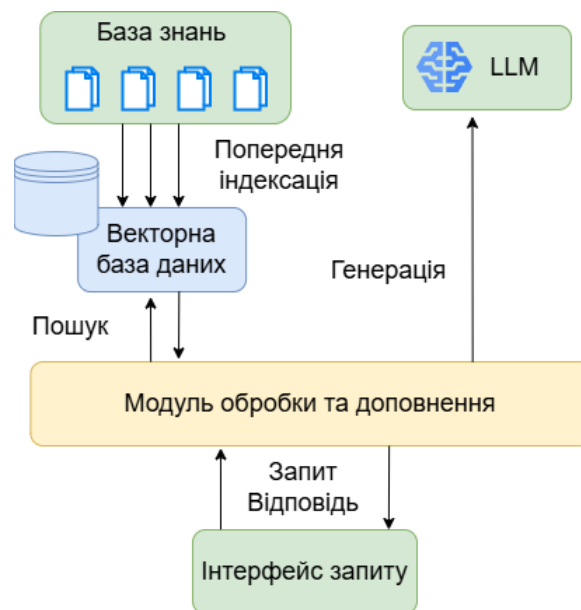 База знань
LLM
Попередня
індексація
Векторна
база даних
Генерація
Пошук
Модуль обробки та доповнення
Запит
Відповідь
Інтерфейс запиту